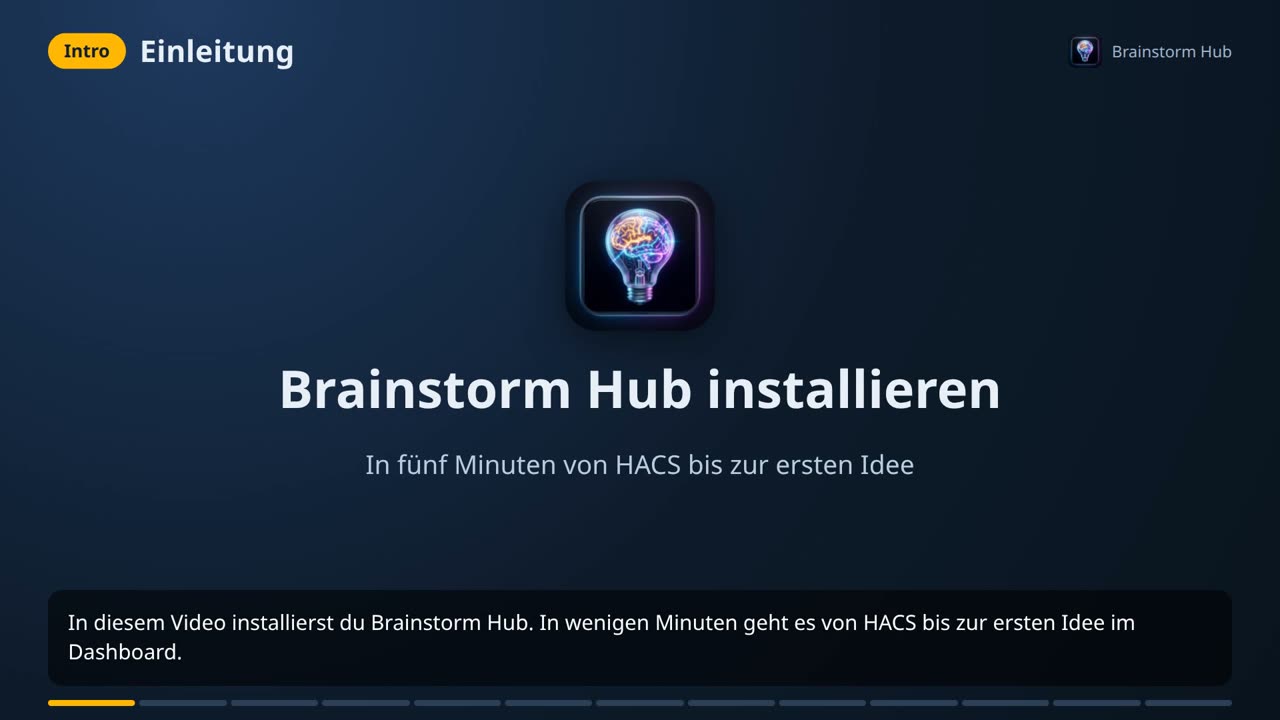 Intro
Einleitung
Brainstorm Hub
Brainstorm Hub installieren
In fünf Minuten von HACS bis zur ersten Idee
In diesem Video installierst du Brainstorm Hub. In wenigen Minuten geht es von HACS bis zur ersten Idee im
Dashboard.